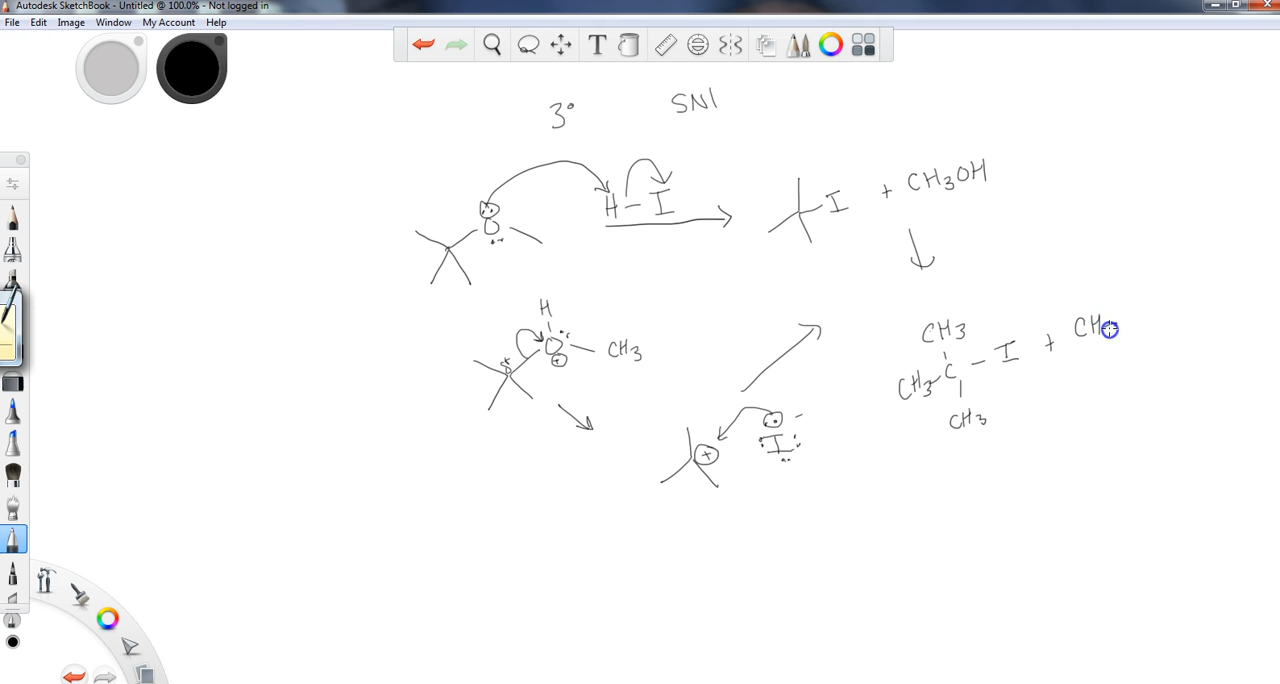 Autodesk SketchBook - Untitled @ 100.0% - Not logged in
File Edit Image Window My Account Help
3° SN1
H - I
O
I + CH3OH
H
O - CH3
+
CH3
CH3 - C - I + CH3
CH3
I -
+